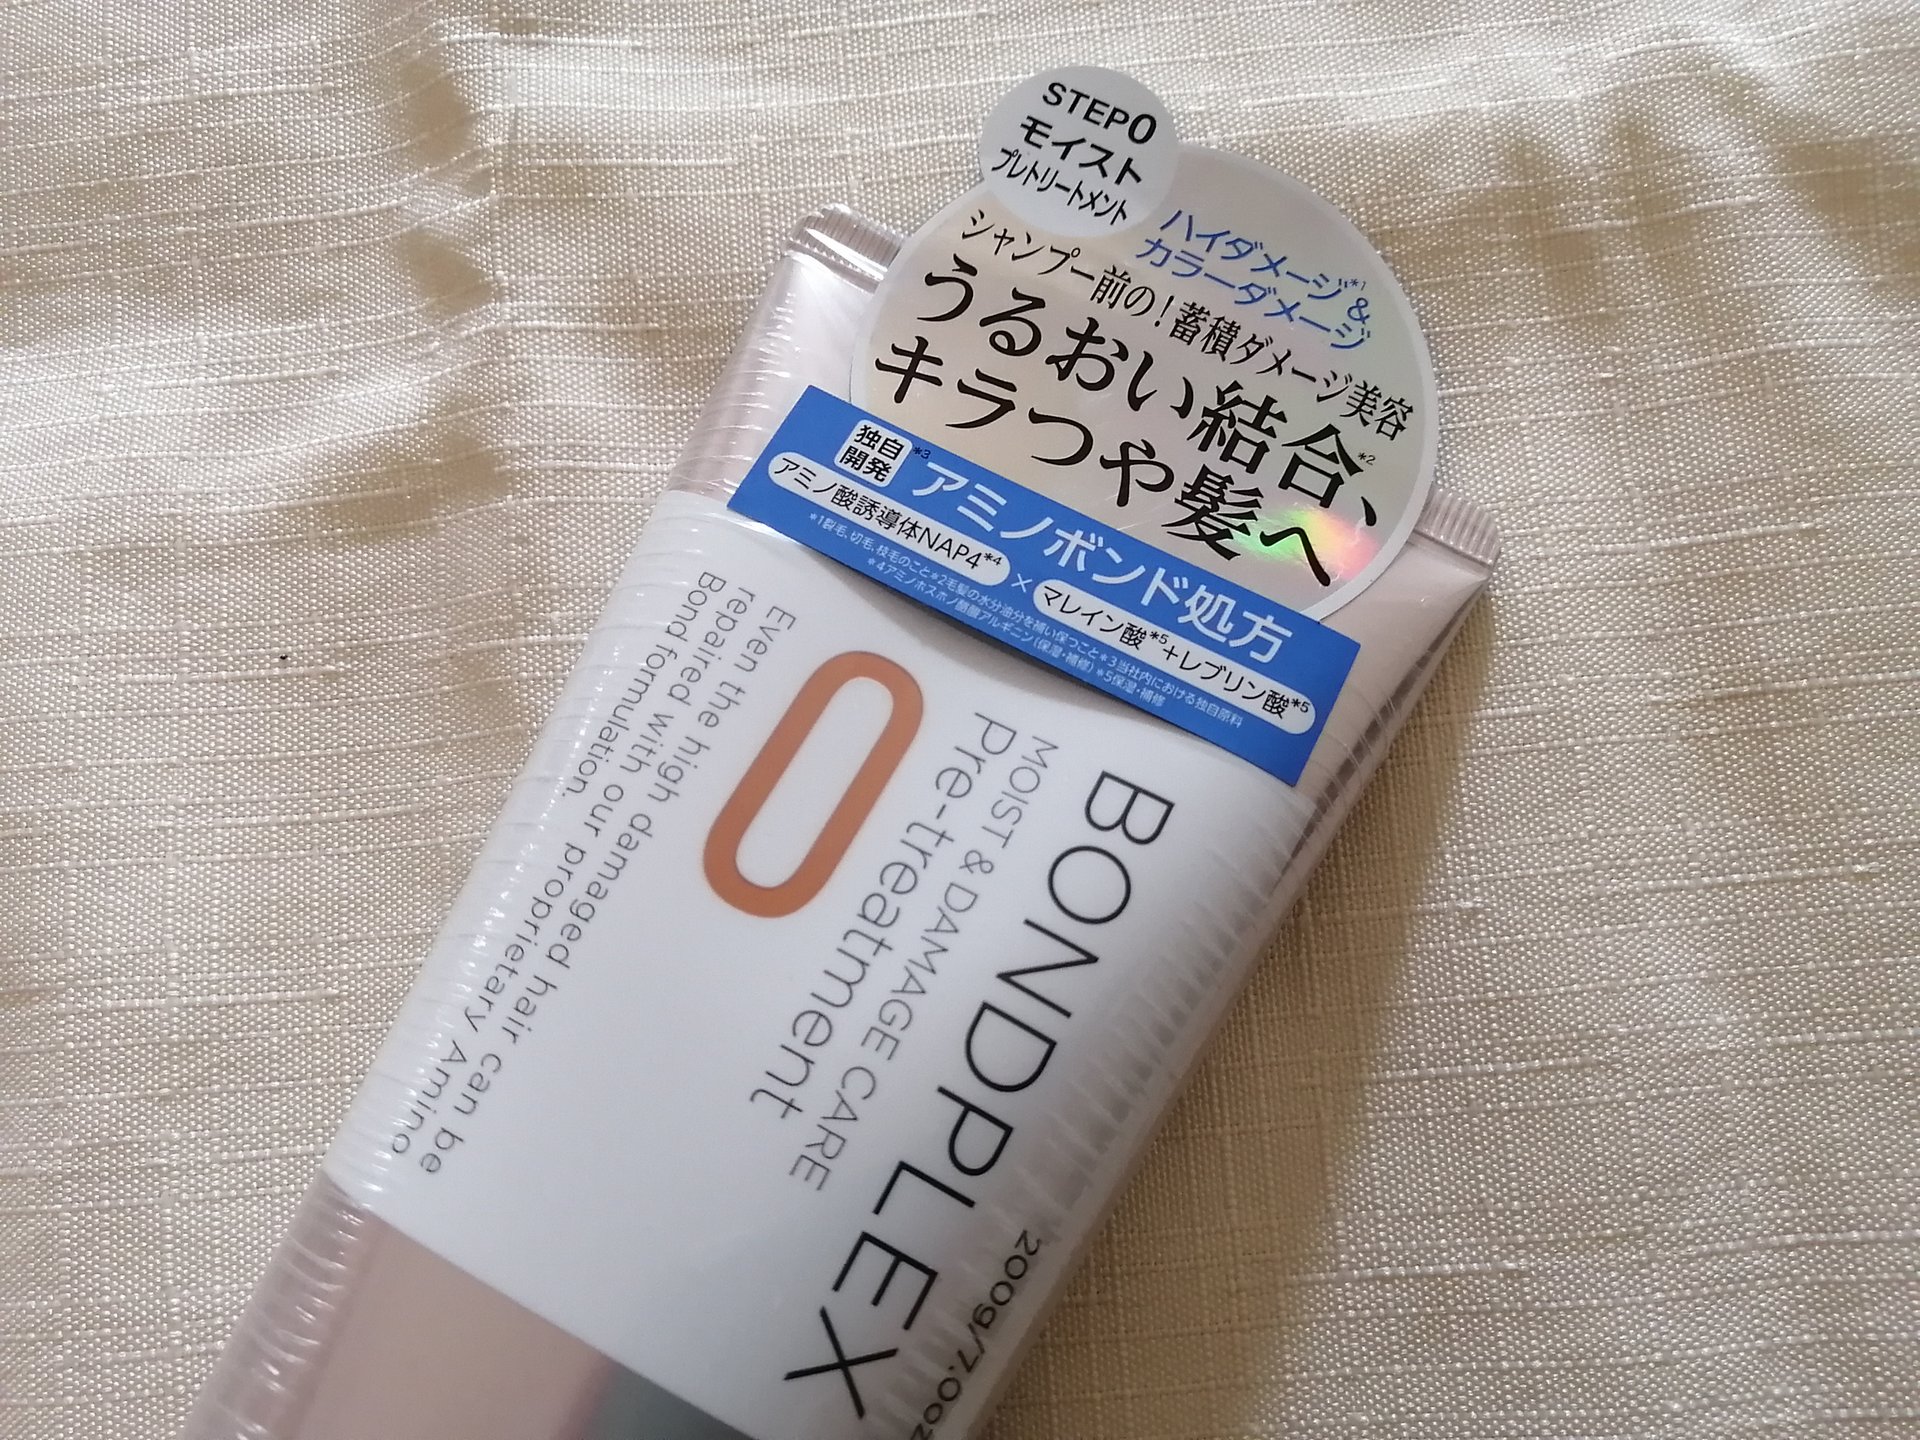 STEP0
モイスト
プレトリートメント
ハイダメージ*1&
カラーダメージ
シャンプー前の!蓄積ダメージ美容
うるおい結合、*2
キラつや髪へ
独自
開発*3
アミノボンド処方
アミノ酸誘導体NAP4*4
×
マレイン酸*5+レブリン酸*5
*1裂毛、切毛、枝毛のこと*2毛髪の水分油分を補い保つこと*3当社内における独自原料
*4アミノホスホノ酪酸アルギニン(保湿・補修)*5保湿・補修
BONDPLEX
MOIST & DAMAGE CARE
Pre-treatment
0
Even the high damaged hair can be
repaired with our proprietary Amino
Bond formulation.
200g/7.0oz